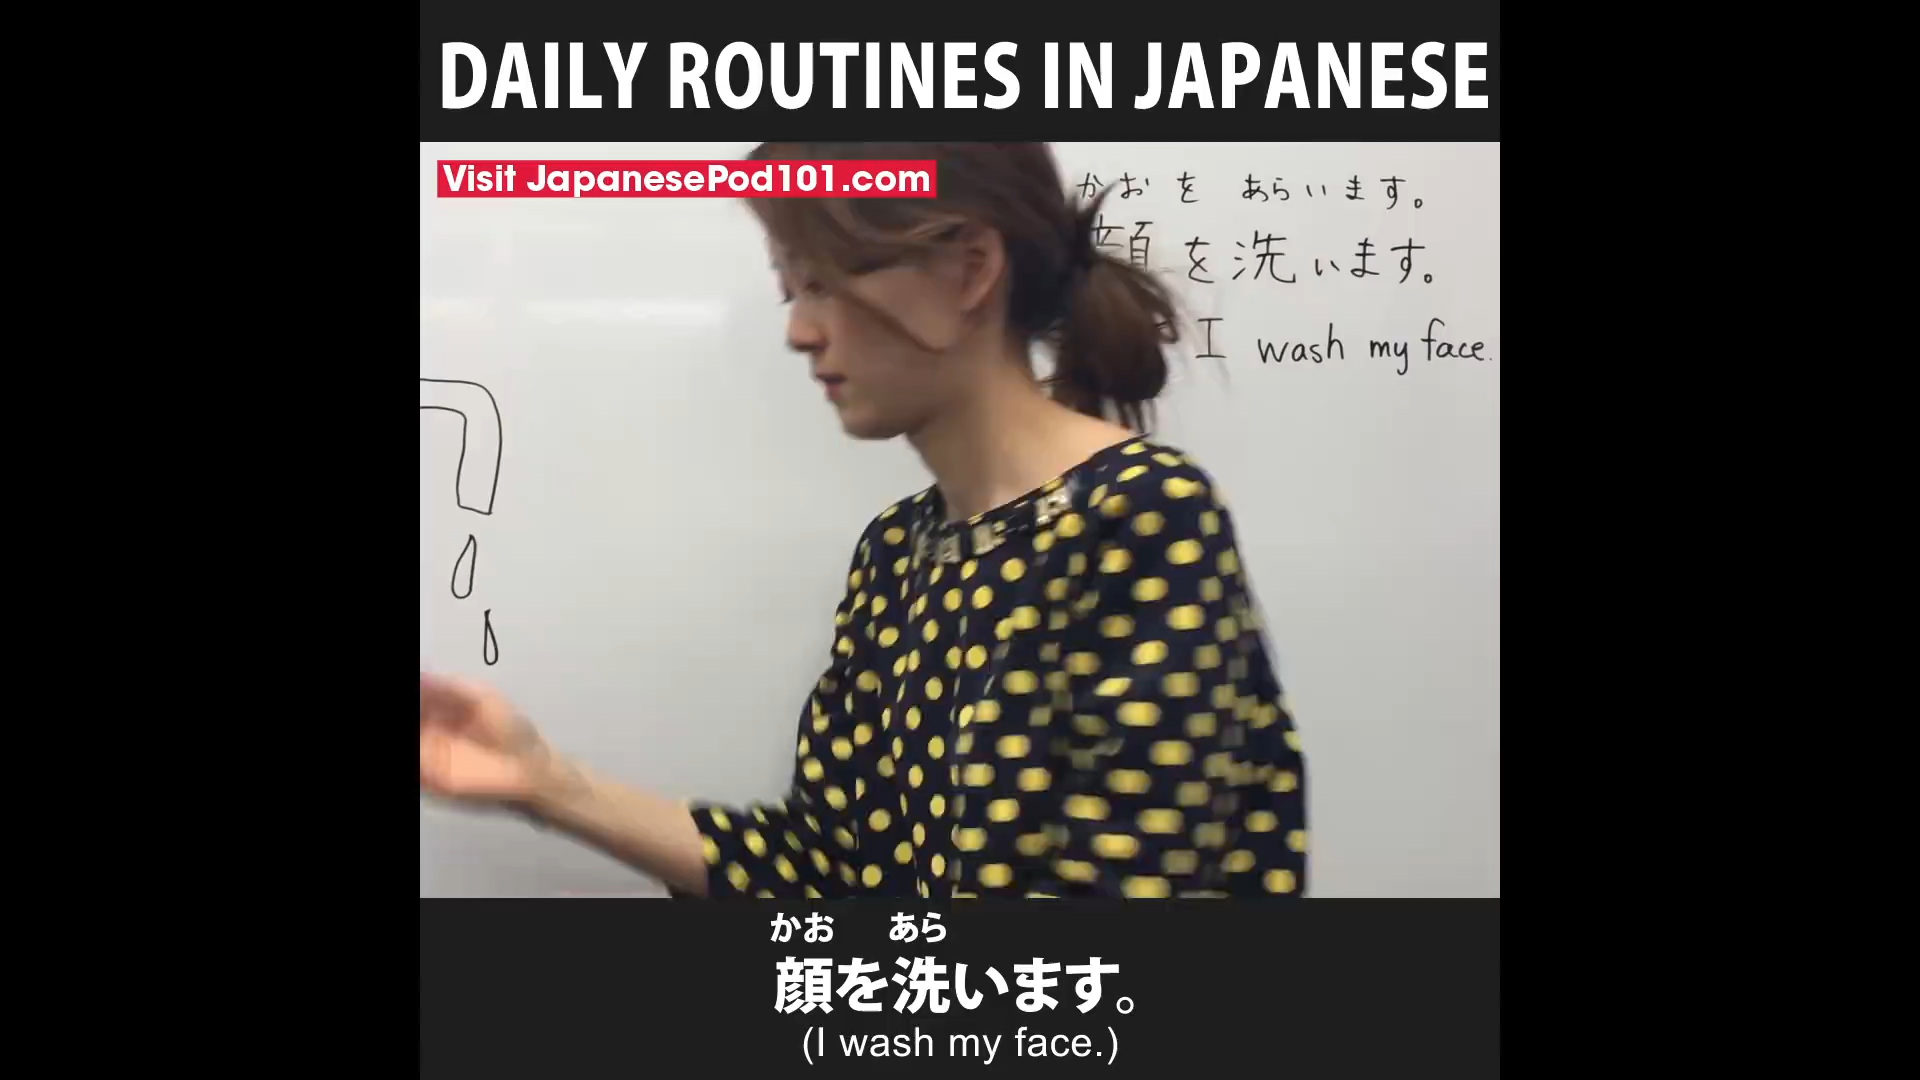 DAILY ROUTINES IN JAPANESE
Visit JapanesePod101.com
かお を あらいます。
顔 を 洗います。
I wash my face.
かお あら
顔を洗います。
(I wash my face.)